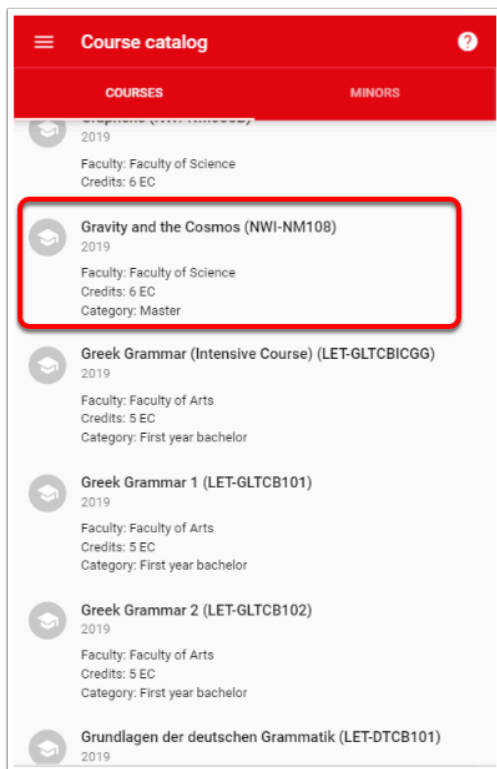 Course catalog
COURSES MINORS
2019
Faculty: Faculty of Science
Credits: 6 EC
Gravity and the Cosmos (NWI-NM108)
2019
Faculty: Faculty of Science
Credits: 6 EC
Category: Master
Greek Grammar (Intensive Course) (LET-GLTCBICGG)
2019
Faculty: Faculty of Arts
Credits: 5 EC
Category: First year bachelor
Greek Grammar 1 (LET-GLTCB101)
2019
Faculty: Faculty of Arts
Credits: 5 EC
Category: First year bachelor
Greek Grammar 2 (LET-GLTCB102)
2019
Faculty: Faculty of Arts
Credits: 5 EC
Category: First year bachelor
Grundlagen der deutschen Grammatik (LET-DTCB101)
2019